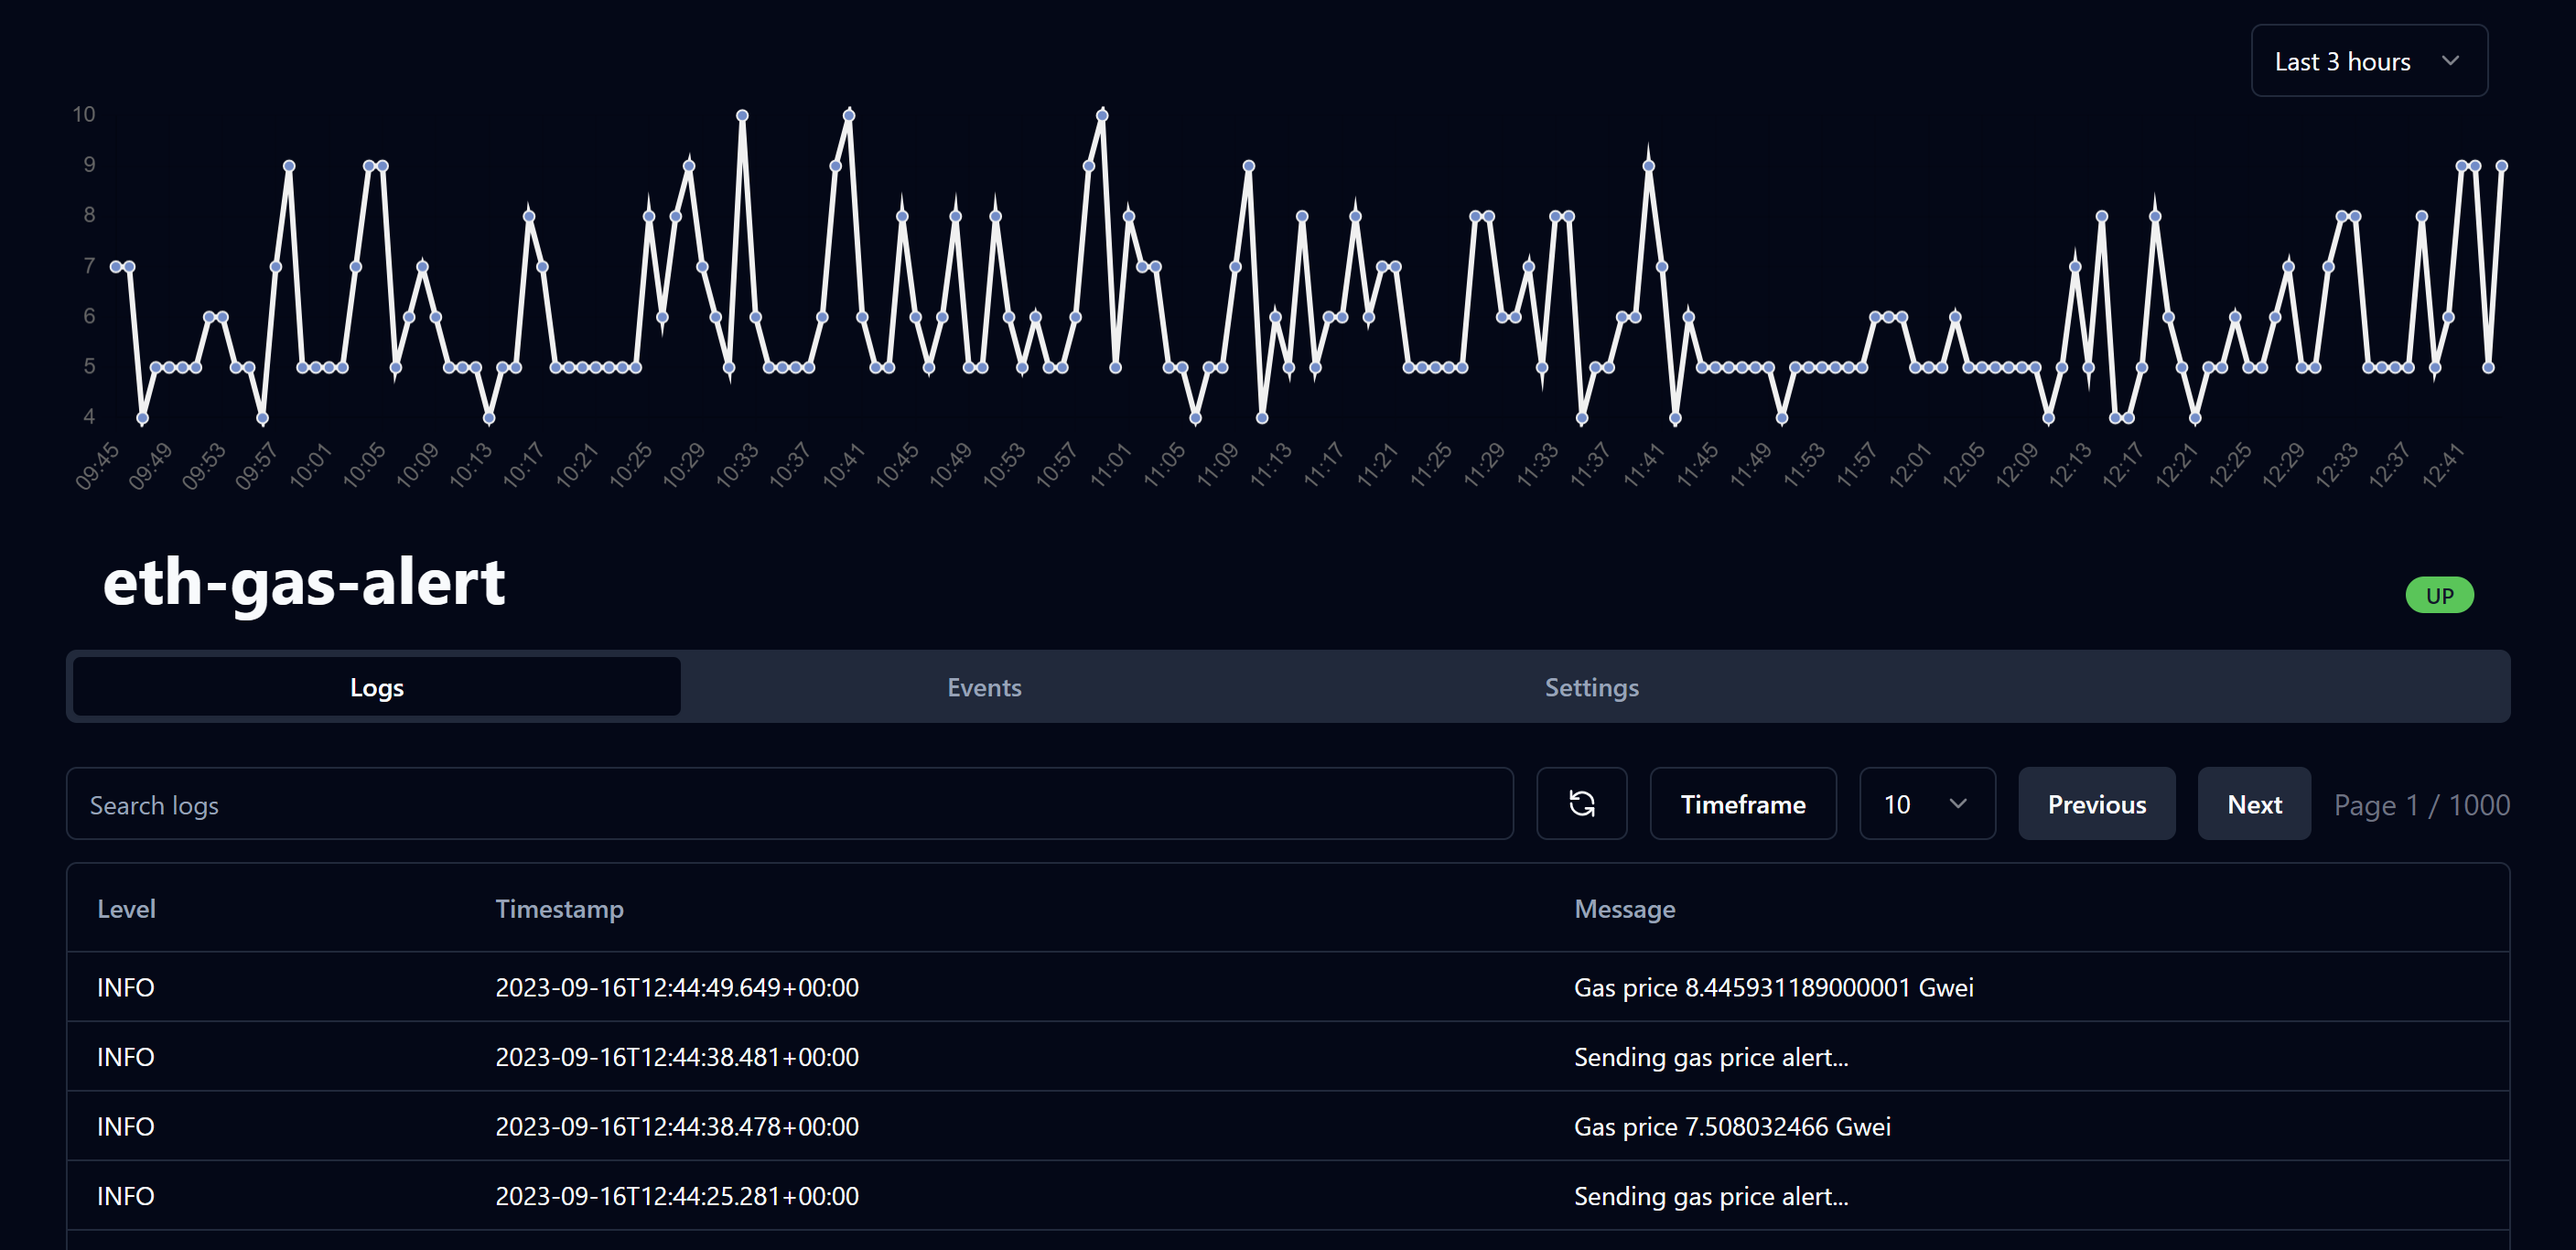 Last 3 hours
10
9
8
7
6
5
4
09:45 09:49 09:53 09:57 10:01 10:05 10:09 10:13 10:17 10:21 10:25 10:29 10:33 10:37 10:41 10:45 10:49 10:53 10:57 11:01 11:05 11:09 11:13 11:17 11:21 11:25 11:29 11:33 11:37 11:41 11:45 11:49 11:53 11:57 12:01 12:05 12:09 12:13 12:17 12:21 12:25 12:29 12:33 12:37 12:41
eth-gas-alert
UP
Logs Events Settings
Search logs Timeframe 10 Previous Next Page 1 / 1000
Level Timestamp Message
INFO 2023-09-16T12:44:49.649+00:00 Gas price 8.445931189000001 Gwei
INFO 2023-09-16T12:44:38.481+00:00 Sending gas price alert...
INFO 2023-09-16T12:44:38.478+00:00 Gas price 7.508032466 Gwei
INFO 2023-09-16T12:44:25.281+00:00 Sending gas price alert...